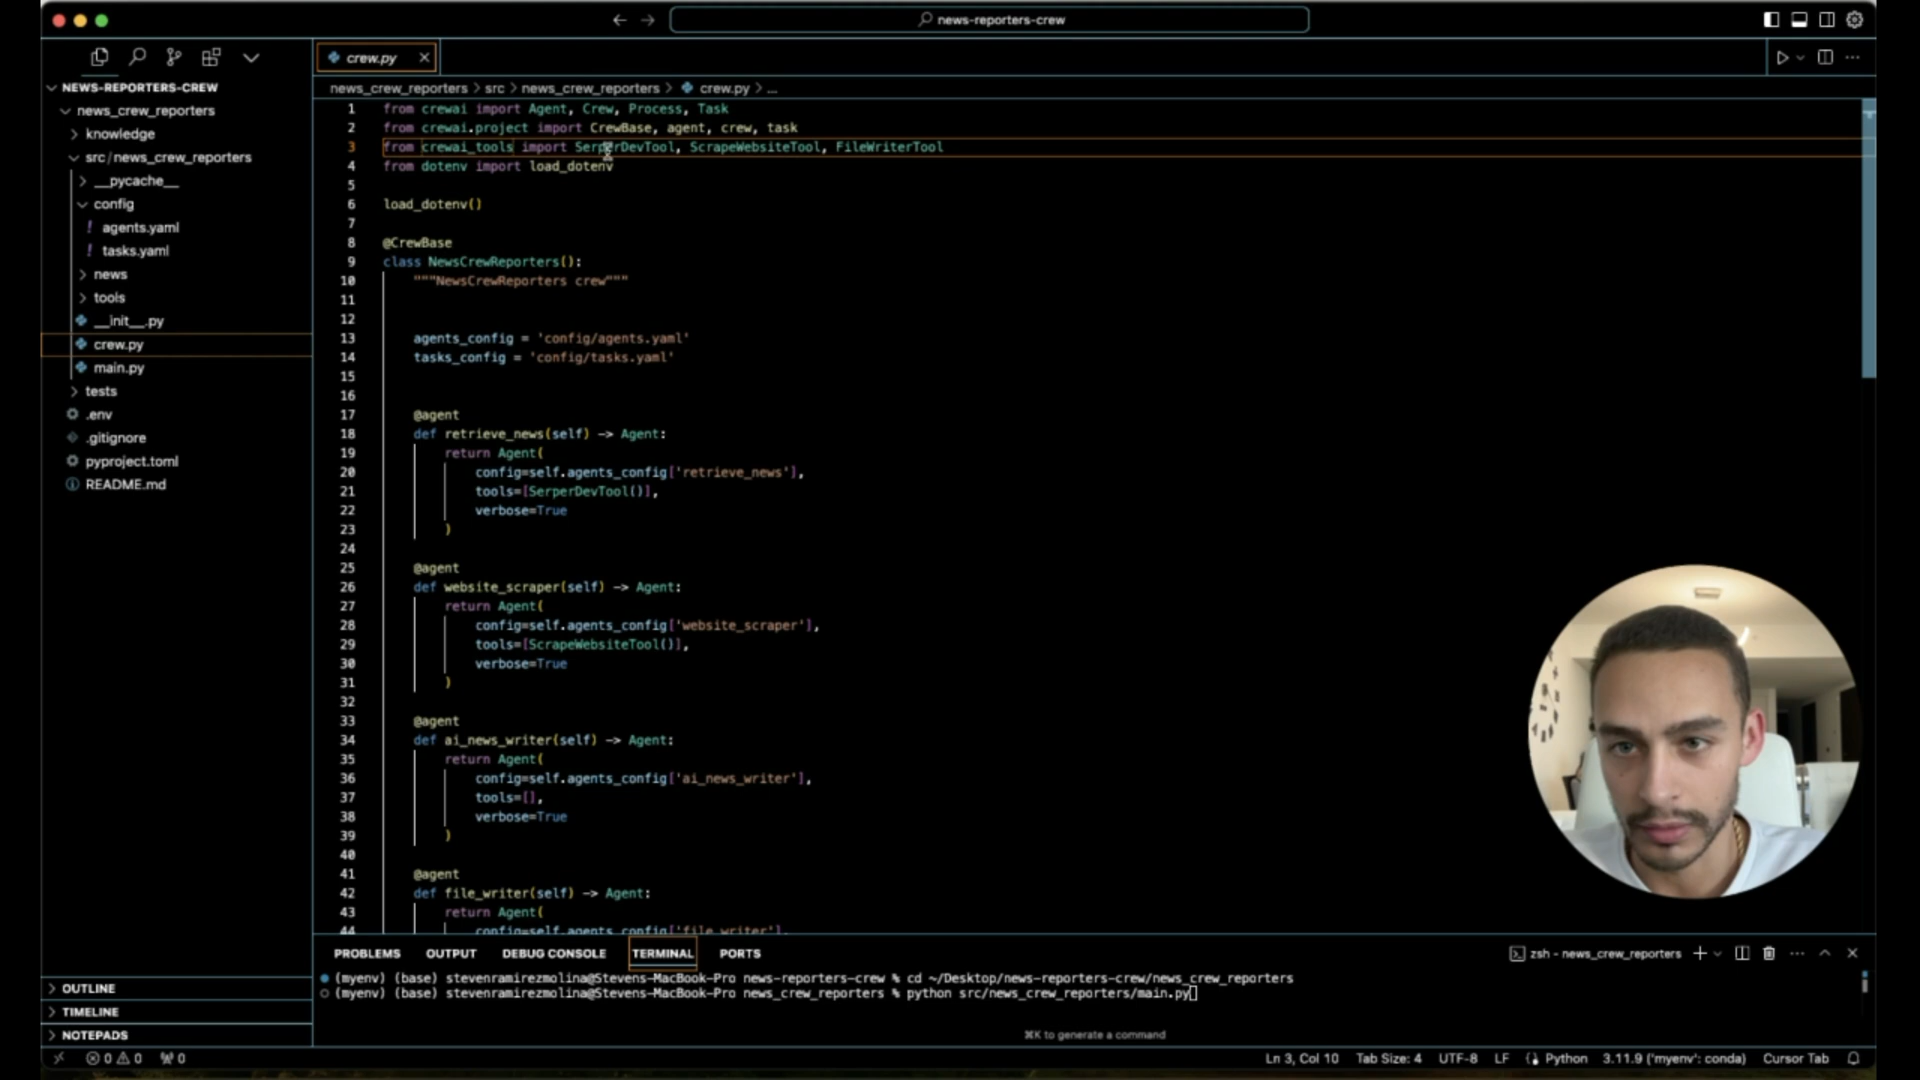 news-reporters-crew
crew.py
NEWS-REPORTERS-CREW
news_crew_reporters
knowledge
src/news_crew_reporters
__pycache__
config
! agents.yaml
! tasks.yaml
news
tools
__init__.py
crew.py
main.py
tests
.env
.gitignore
pyproject.toml
README.md
OUTLINE
TIMELINE
NOTEPADS
news_crew_reporters > src > news_crew_reporters > crew.py > ...
1 from crewai import Agent, Crew, Process, Task
2 from crewai.project import CrewBase, agent, crew, task
3 from crewai_tools import SerperDevTool, ScrapeWebsiteTool, FileWriterTool
4 from dotenv import load_dotenv
5
6 load_dotenv()
7
8 @CrewBase
9 class NewsCrewReporters():
10 """NewsCrewReporters crew"""
11
12
13 agents_config = 'config/agents.yaml'
14 tasks_config = 'config/tasks.yaml'
15
16
17 @agent
18 def retrieve_news(self) -> Agent:
19 return Agent(
20 config=self.agents_config['retrieve_news'],
21 tools=[SerperDevTool()],
22 verbose=True
23 )
24
25 @agent
26 def website_scraper(self) -> Agent:
27 return Agent(
28 config=self.agents_config['website_scraper'],
29 tools=[ScrapeWebsiteTool()],
30 verbose=True
31 )
32
33 @agent
34 def ai_news_writer(self) -> Agent:
35 return Agent(
36 config=self.agents_config['ai_news_writer'],
37 tools=[],
38 verbose=True
39 )
40
41 @agent
42 def file_writer(self) -> Agent:
43 return Agent(
44 config=self.agents_config['file_writer'],
PROBLEMS OUTPUT DEBUG CONSOLE TERMINAL PORTS
zsh - news_crew_reporters
(myenv) (base) stevenramirezmolina@Stevens-MacBook-Pro news-reporters-crew % cd ~/Desktop/news-reporters-crew/news_crew_reporters
(myenv) (base) stevenramirezmolina@Stevens-MacBook-Pro news_crew_reporters % python src/news_crew_reporters/main.py
⌘K to generate a command
0 0 0
Ln 3, Col 10 Tab Size: 4 UTF-8 LF Python 3.11.9 ('myenv': conda) Cursor Tab